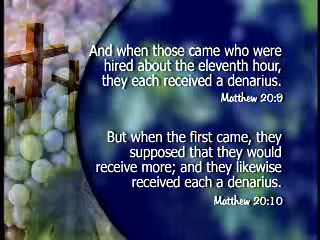 And when those came who were
hired about the eleventh hour,
they each received a denarius.
Matthew 20:9
But when the first came, they
supposed that they would
receive more; and they likewise
received each a denarius.
Matthew 20:10